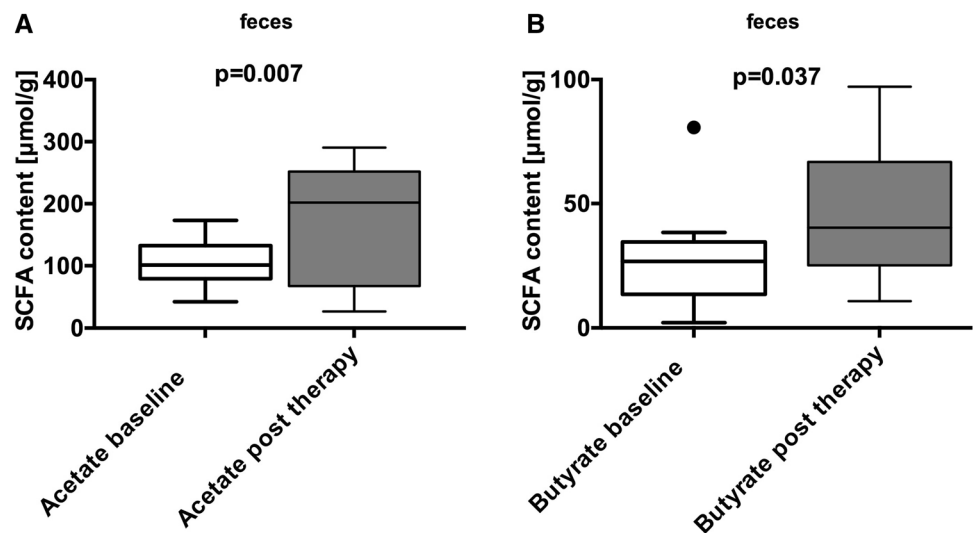 A
feces
p=0.007
SCFA content [µmol/g]
400
300
200
100
0
Acetate baseline
Acetate post therapy
B
feces
p=0.037
SCFA content [µmol/g]
100
50
0
Butyrate baseline
Butyrate post therapy